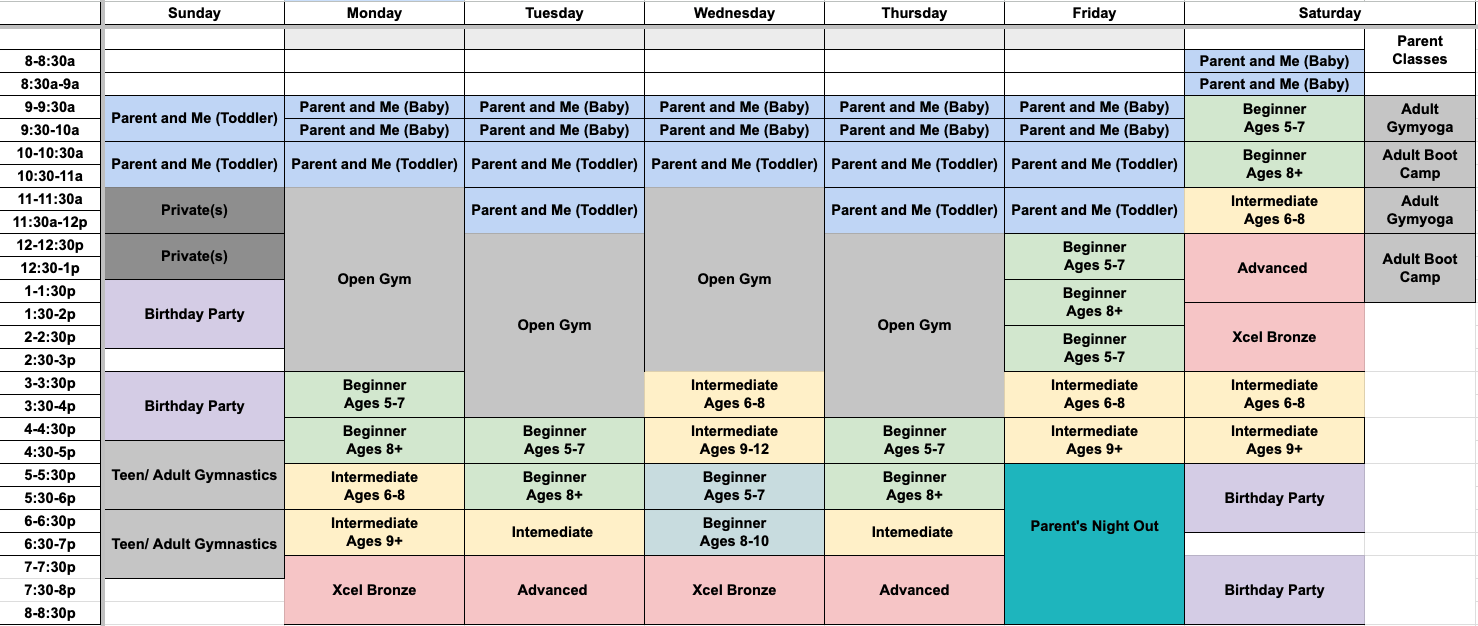 Sunday Monday Tuesday Wednesday Thursday Friday Saturday
Parent
Classes
8-8:30a Parent and Me (Baby)
8:30a-9a Parent and Me (Baby)
9-9:30a Parent and Me (Toddler) Parent and Me (Baby) Parent and Me (Baby) Parent and Me (Baby) Parent and Me (Baby) Parent and Me (Baby) Beginner Adult
9:30-10a Parent and Me (Baby) Parent and Me (Baby) Parent and Me (Baby) Parent and Me (Baby) Parent and Me (Baby) Ages 5-7 Gymyoga
10-10:30a Parent and Me (Toddler) Parent and Me (Toddler) Parent and Me (Toddler) Parent and Me (Toddler) Parent and Me (Toddler) Parent and Me (Toddler) Beginner Adult Boot
10:30-11a Ages 8+ Camp
11-11:30a Private(s) Parent and Me (Toddler) Parent and Me (Toddler) Parent and Me (Toddler) Intermediate Adult
11:30a-12p Ages 6-8 Gymyoga
12-12:30p Private(s) Beginner Advanced Adult Boot
12:30-1p Open Gym Open Gym Ages 5-7 Camp
1-1:30p Birthday Party Beginner
1:30-2p Open Gym Open Gym Ages 8+ Xcel Bronze
2-2:30p Beginner
2:30-3p Ages 5-7
3-3:30p Birthday Party Beginner Intermediate Intermediate Intermediate
3:30-4p Ages 5-7 Ages 6-8 Ages 6-8 Ages 6-8
4-4:30p Beginner Beginner Intermediate Beginner Intermediate Intermediate
4:30-5p Ages 8+ Ages 5-7 Ages 9-12 Ages 5-7 Ages 9+ Ages 9+
5-5:30p Teen/ Adult Gymnastics Intermediate Beginner Beginner Beginner Birthday Party
5:30-6p Ages 6-8 Ages 8+ Ages 5-7 Ages 8+
6-6:30p Intermediate Intemediate Beginner Intemediate Parent's Night Out
6:30-7p Teen/ Adult Gymnastics Ages 9+ Ages 8-10
7-7:30p
7:30-8p Xcel Bronze Advanced Xcel Bronze Advanced Birthday Party
8-8:30p